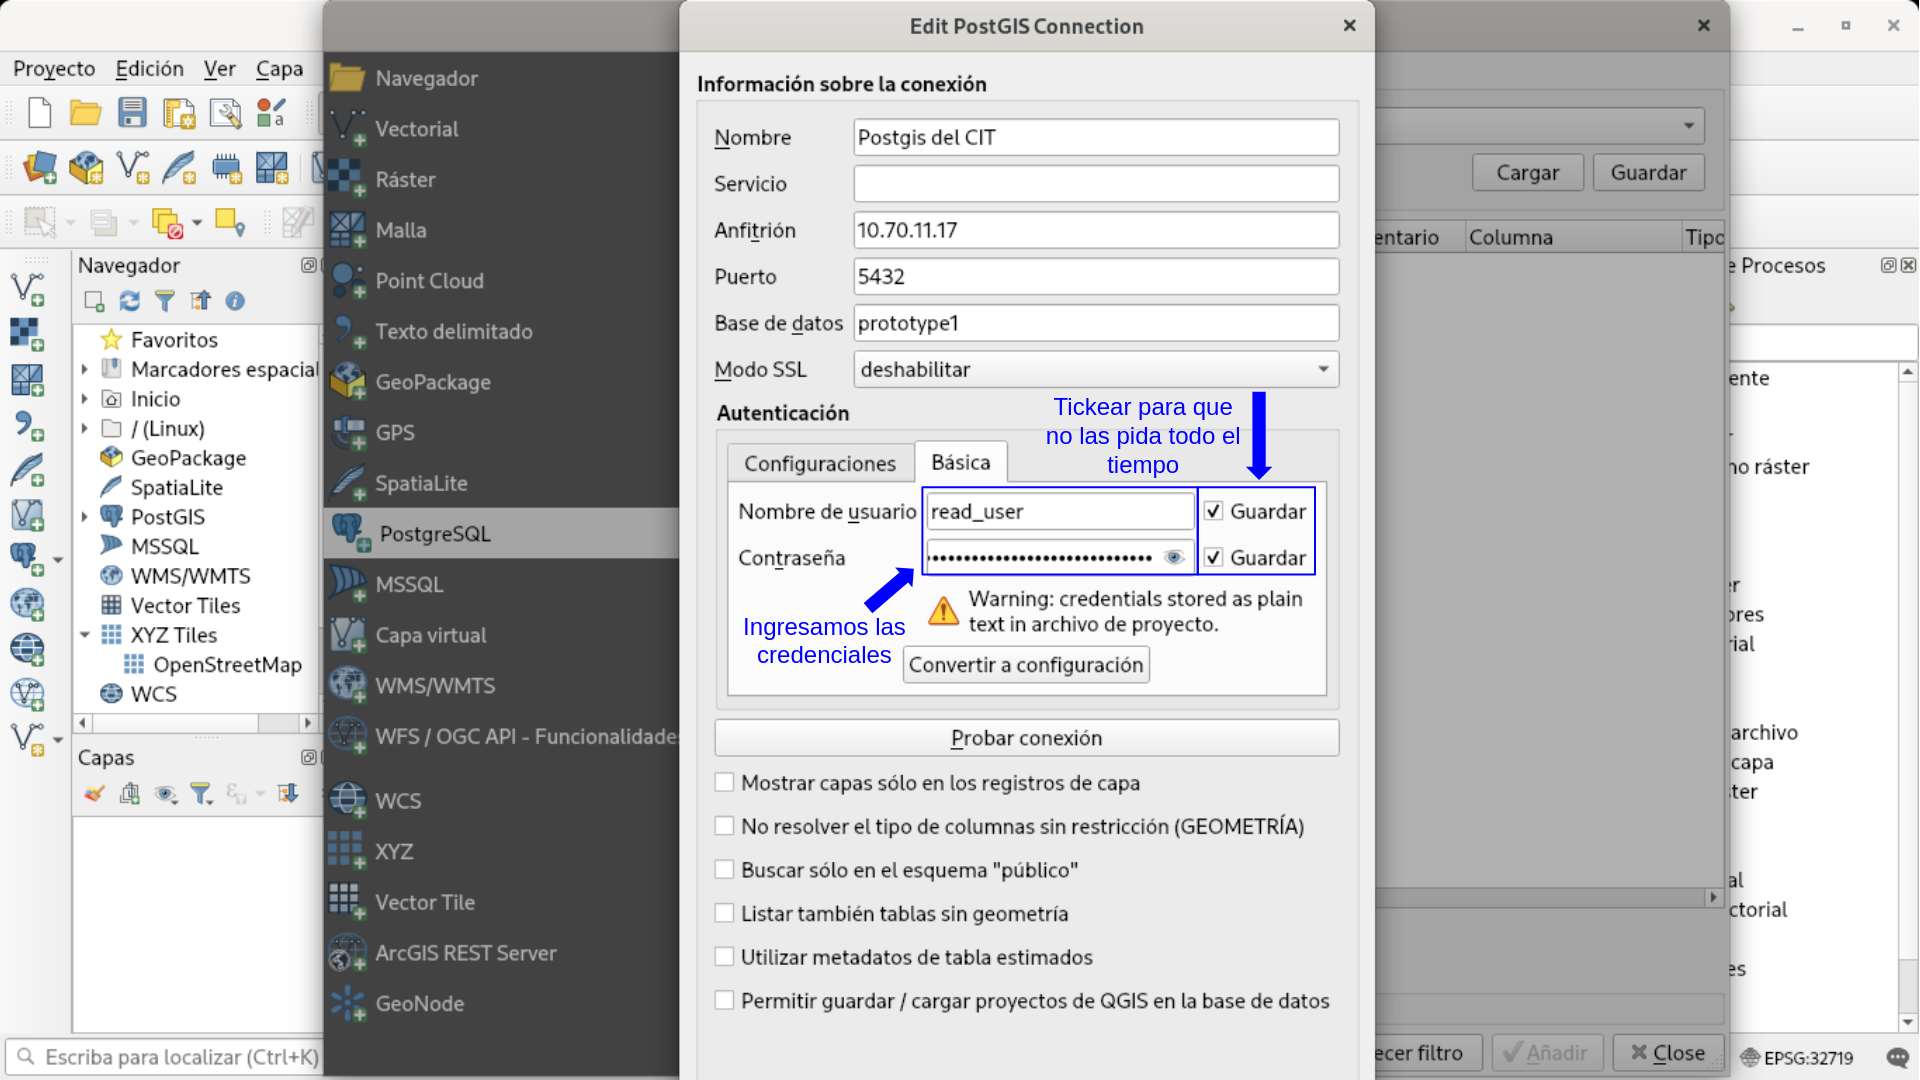 Edit PostGIS Connection
Proyecto Edición Ver Capa
Navegador
Favoritos
Marcadores espacial
Inicio
/ (Linux)
GeoPackage
SpatiaLite
PostGIS
MSSQL
WMS/WMTS
Vector Tiles
XYZ Tiles
OpenStreetMap
WCS
Capas
Escriba para localizar (Ctrl+K)
Navegador
Vectorial
Ráster
Malla
Point Cloud
Texto delimitado
GeoPackage
GPS
SpatiaLite
PostgreSQL
MSSQL
Capa virtual
WMS/WMTS
WFS / OGC API - Funcionalidade
WCS
XYZ
Vector Tile
ArcGIS REST Server
GeoNode
Información sobre la conexión
Nombre Postgis del CIT
Servicio
Anfitrión 10.70.11.17
Puerto 5432
Base de datos prototype1
Modo SSL deshabilitar
Autenticación
Tickear para que
no las pida todo el
tiempo
Configuraciones Básica
Nombre de usuario read_user Guardar
Contraseña •••••••••••••••••••••••••• Guardar
Warning: credentials stored as plain
text in archivo de proyecto.
Ingresamos las
credenciales
Convertir a configuración
Probar conexión
Mostrar capas sólo en los registros de capa
No resolver el tipo de columnas sin restricción (GEOMETRÍA)
Buscar sólo en el esquema "público"
Listar también tablas sin geometría
Utilizar metadatos de tabla estimados
Permitir guardar / cargar proyectos de QGIS en la base de datos
Cargar Guardar
entario Columna Tipo
ecer filtro Añadir Close
e Procesos
ente
no ráster
r
ores
rial
archivo
capa
ter
al
ctorial
es
EPSG:32719